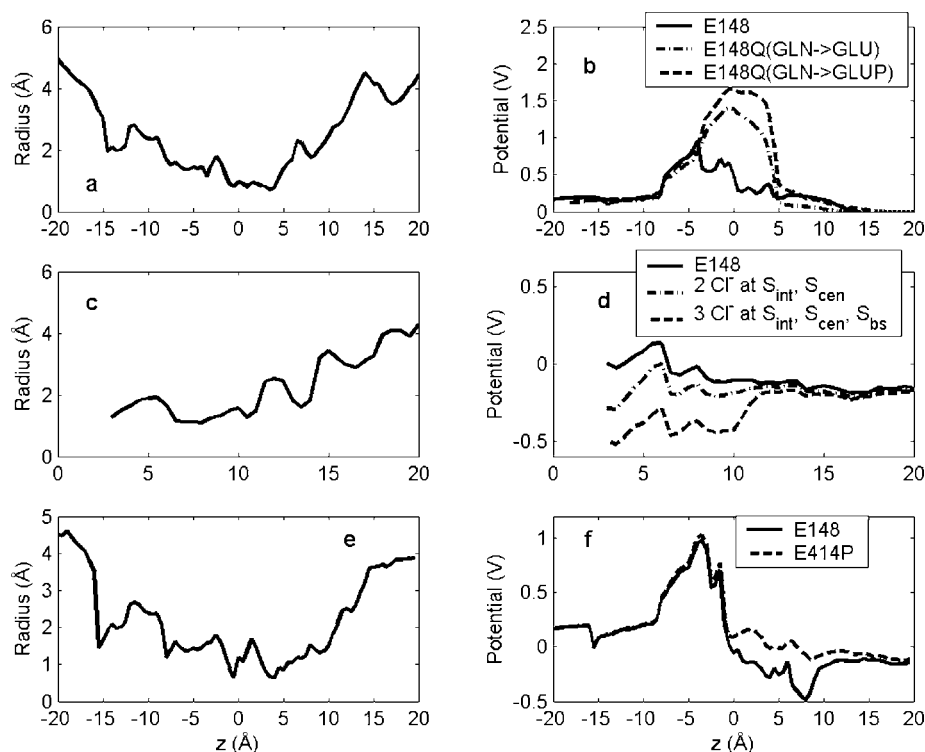 6
4
2
0
Radius (Å)
a
-20 -15 -10 -5 0 5 10 15 20
2.5
2
1.5
1
0.5
0
Potential (V)
b
E148
E148Q(GLN->GLU)
E148Q(GLN->GLUP)
-20 -15 -10 -5 0 5 10 15 20
6
4
2
0
Radius (Å)
c
0 5 10 5 10 15 20
0.5
0
-0.5
Potential (V)
d
E148
2 Cl⁻ at S_int, S_cen
3 Cl⁻ at S_int, S_cen, S_bs
0 5 10 15 20
5
4
3
2
1
0
Radius (Å)
e
-20 -15 -10 -5 0 5 10 15 20
z (Å)
1
0.5
0
-0.5
Potential (V)
f
E148
E414P
-20 -15 -10 -5 0 5 10 15 20
z (Å)